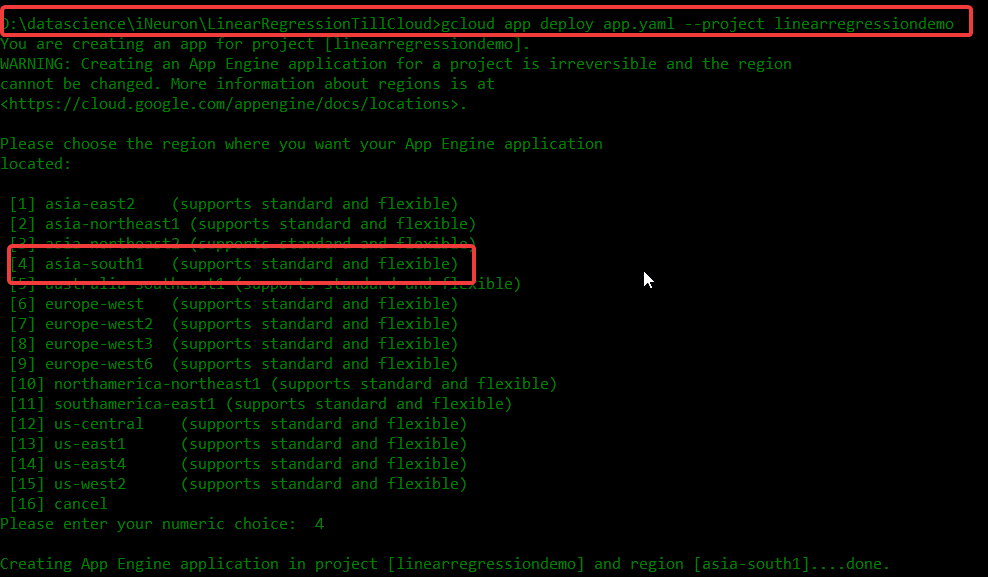 D:\datascience\iNeuron\LinearRegressionTillCloud>gcloud app deploy app.yaml --project linearregressiondemo
You are creating an app for project [linearregressiondemo].
WARNING: Creating an App Engine application for a project is irreversible and the region
cannot be changed. More information about regions is at
<https://cloud.google.com/appengine/docs/locations>.
Please choose the region where you want your App Engine application
located:
[1] asia-east2    (supports standard and flexible)
[2] asia-northeast1 (supports standard and flexible)
[3] asia-northeast2 (supports standard and flexible)
[4] asia-south1   (supports standard and flexible)
[5] australia-southeast1 (supports standard and flexible)
[6] europe-west   (supports standard and flexible)
[7] europe-west2  (supports standard and flexible)
[8] europe-west3  (supports standard and flexible)
[9] europe-west6  (supports standard and flexible)
[10] northamerica-northeast1 (supports standard and flexible)
[11] southamerica-east1 (supports standard and flexible)
[12] us-central    (supports standard and flexible)
[13] us-east1      (supports standard and flexible)
[14] us-east4      (supports standard and flexible)
[15] us-west2      (supports standard and flexible)
[16] cancel
Please enter your numeric choice:  4
Creating App Engine application in project [linearregressiondemo] and region [asia-south1]....done.